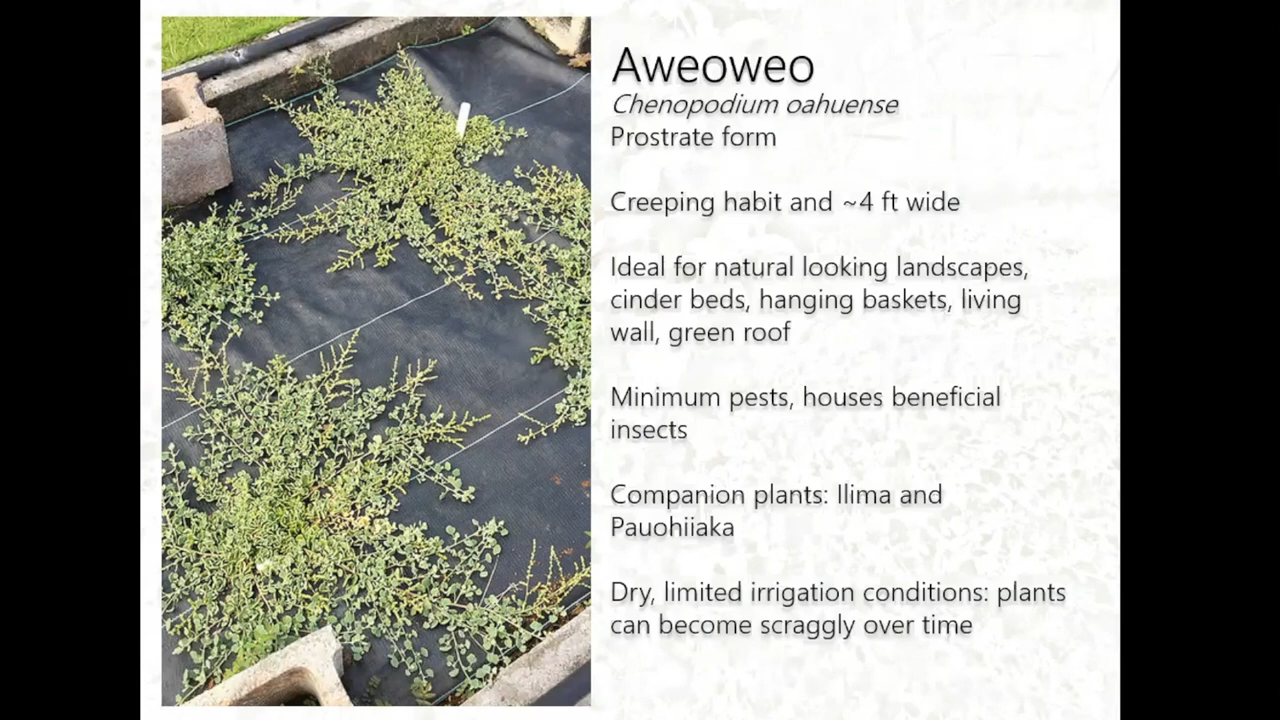 Aweoweo
Chenopodium oahuense
Prostrate form
Creeping habit and ~4 ft wide
Ideal for natural looking landscapes,
cinder beds, hanging baskets, living
wall, green roof
Minimum pests, houses beneficial
insects
Companion plants: Ilima and
Pauohiiaka
Dry, limited irrigation conditions: plants
can become scraggly over time